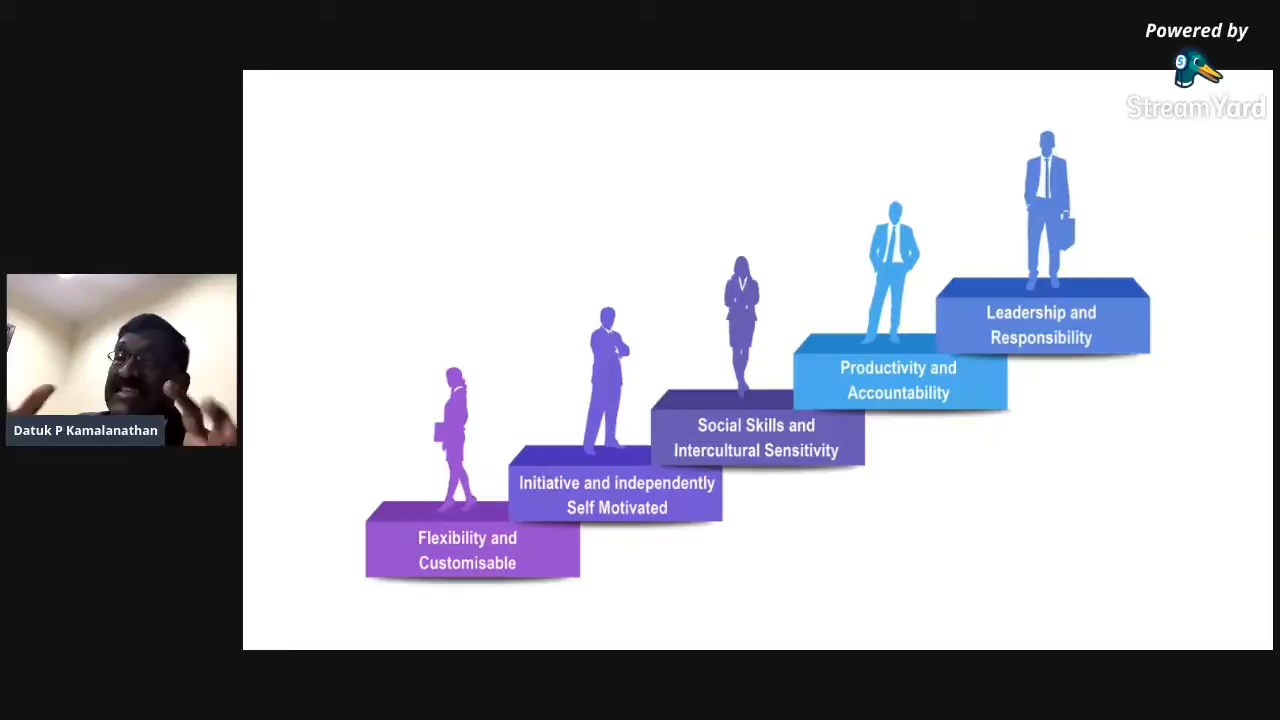 Powered by
StreamYard
Leadership and
Responsibility
Productivity and
Accountability
Social Skills and
Intercultural Sensitivity
Initiative and independently
Self Motivated
Flexibility and
Customisable
Datuk P Kamalanathan